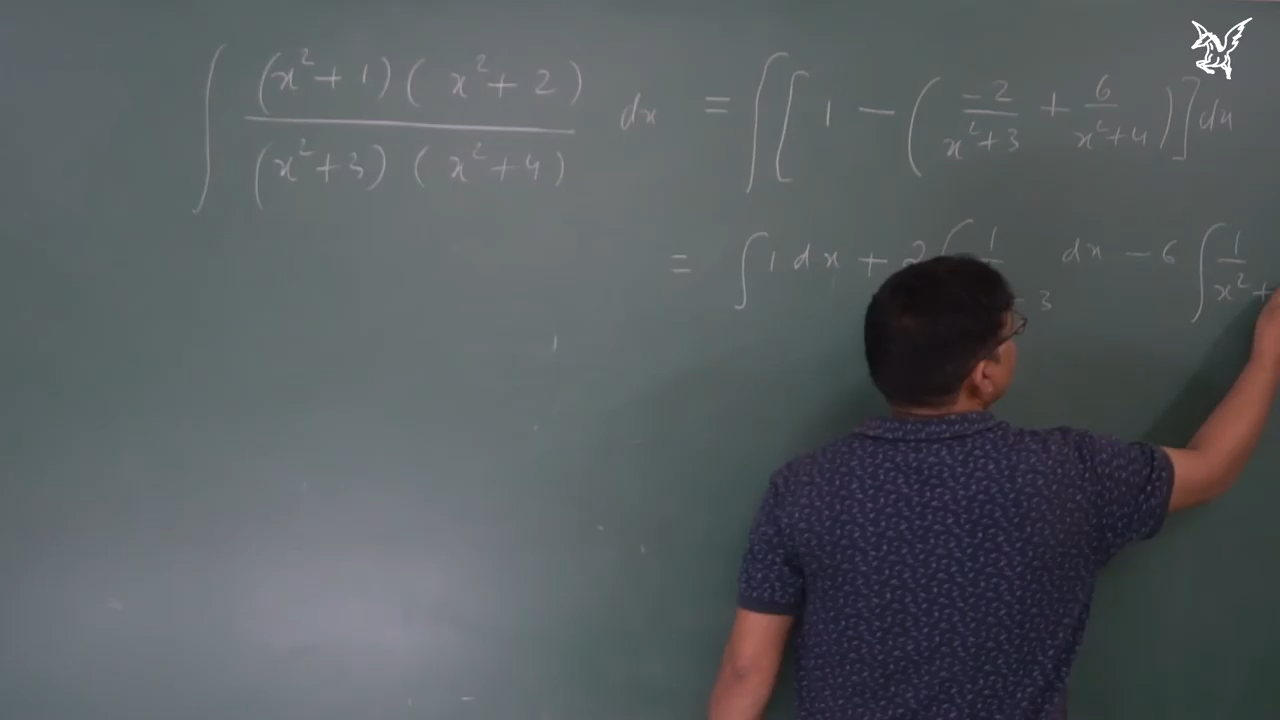 ∫ (x²+1)(x²+2) / (x²+3)(x²+4) dx = ∫[1 − (−2/(x²+3) + 6/(x²+4))]dx
= ∫1 dx + 2∫ 1/ 3 dx − 6∫ 1/x²+